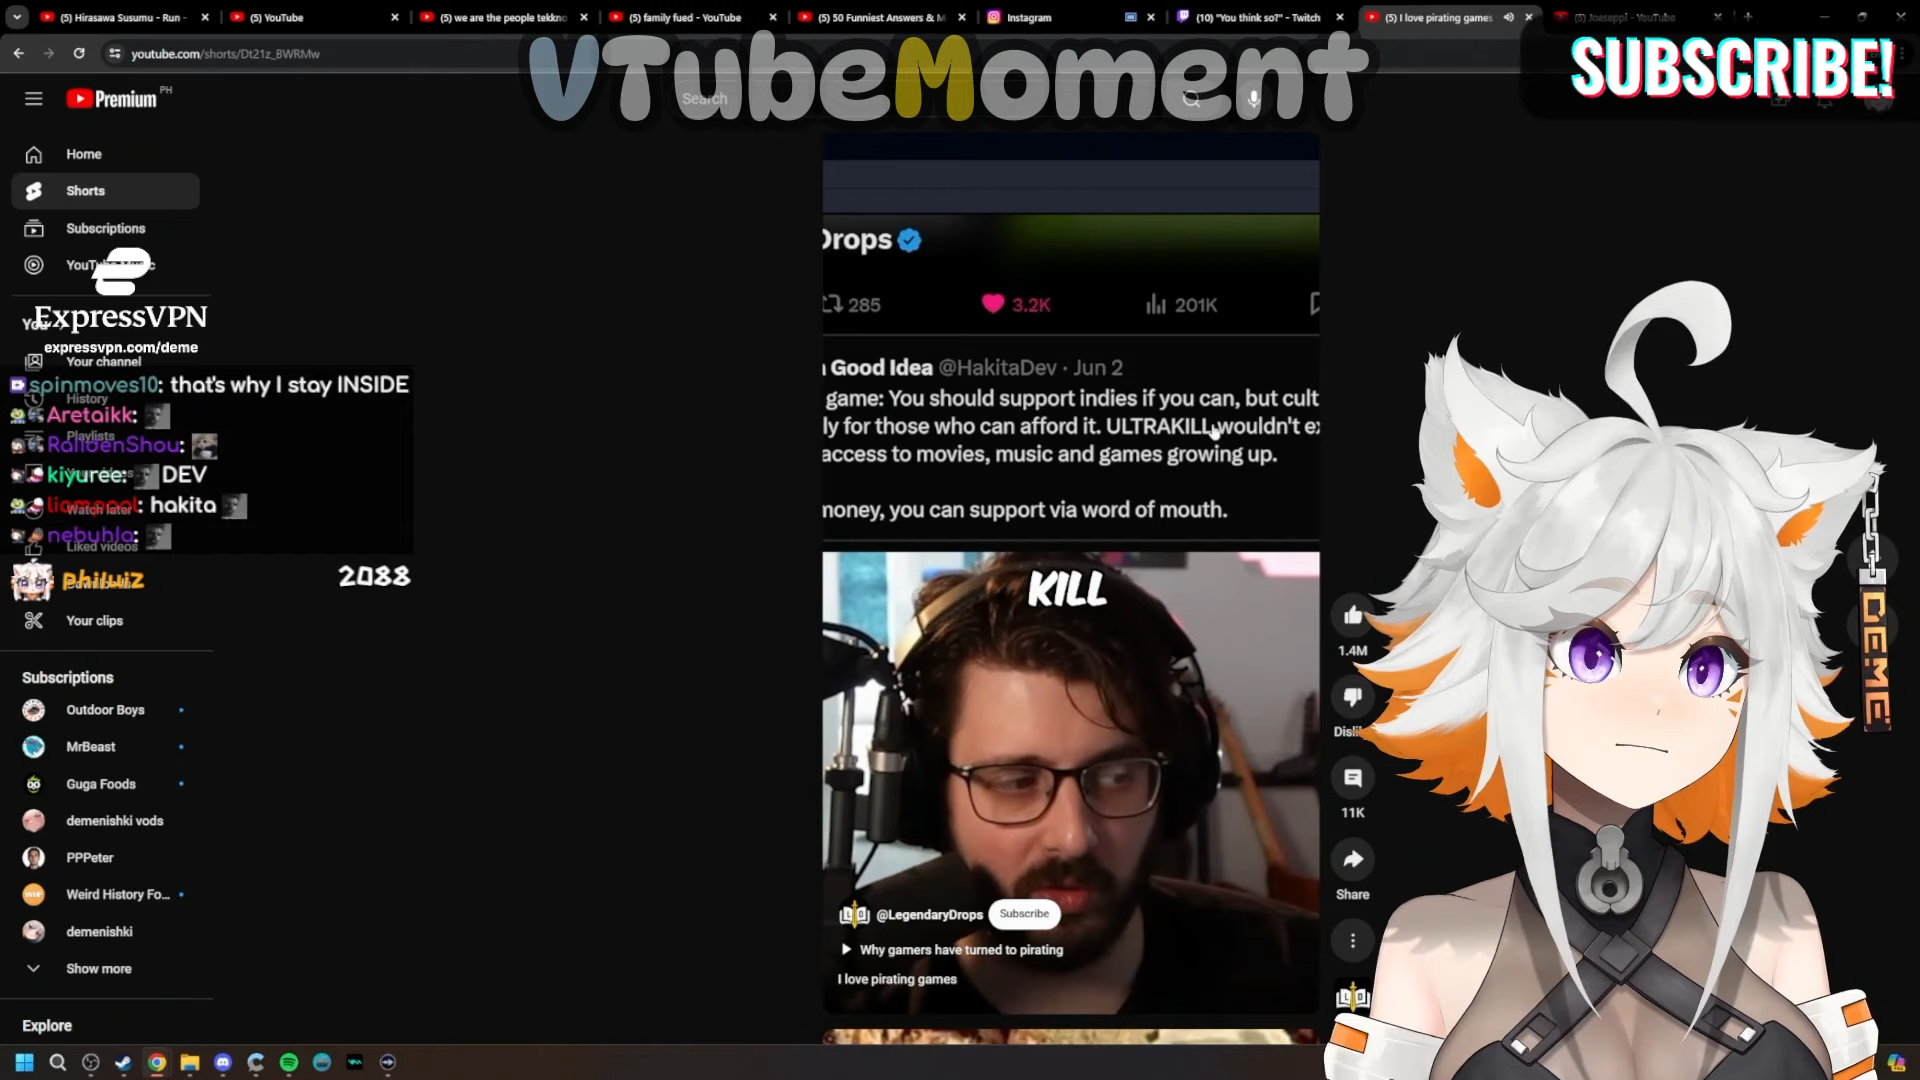 (5) Hirasawa Susumu - Run -
(5) YouTube
(5) we are the people tekkno
(5) family fued - YouTube
(5) 50 Funniest Answers & M
Instagram
(10) "You think so?" - Twitch
(5) I love pirating games
(5) Joeseppi - YouTube
youtube.com/shorts/Dt21z_BWRMw
VTubeMoment
SUBSCRIBE!
Premium PH
Search
Home
Shorts
Subscriptions
YouTube Music
ExpressVPN
expressvpn.com/deme
You
Your channel
spinmoves10: that's why I stay INSIDE
History
Aretaikk:
Playlists
RaiidenShou:
kiyuree: DEV
liompool: hakita
Watch later
nebuhla:
Liked videos
philuiz 2088
Your clips
Subscriptions
Outdoor Boys
MrBeast
Guga Foods
demenishki vods
PPPeter
Weird History Fo...
demenishki
Show more
Explore
Drops
285 3.2K 201K
Good Idea @HakitaDev · Jun 2
game: You should support indies if you can, but cult
ly for those who can afford it. ULTRAKILL wouldn't ex
access to movies, music and games growing up.
money, you can support via word of mouth.
KILL
@LegendaryDrops Subscribe
Why gamers have turned to pirating
I love pirating games
1.4M
Disli
11K
Share
DEME